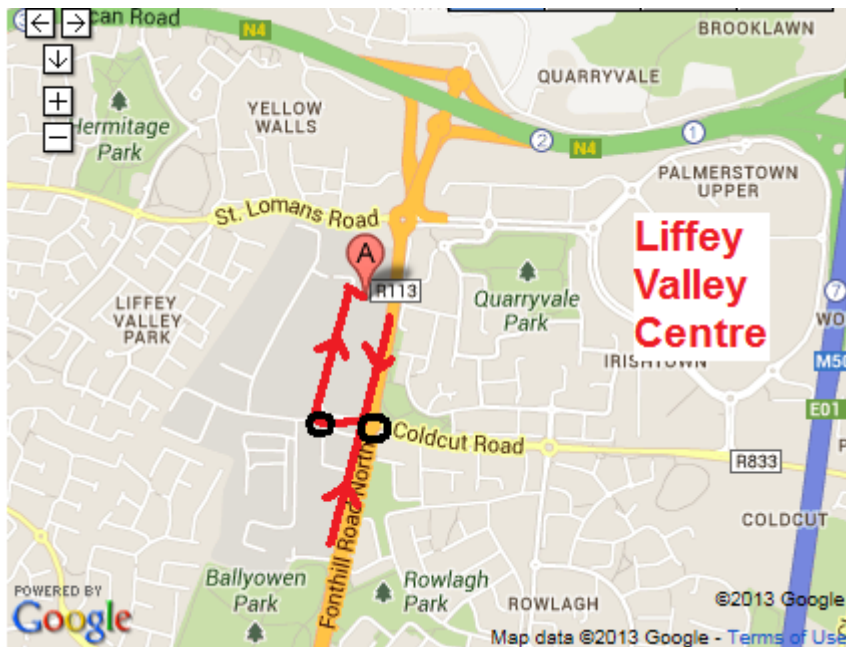 can Road
N4
BROOKLAWN
QUARRYVALE
YELLOW
WALLS
Hermitage
Park
2
N4
1
PALMERSTOWN
UPPER
St. Lomans Road
Liffey
Valley
Centre
A
R113
Quarryvale
Park
7
LIFFEY
VALLEY
PARK
IRISHTOWN
WO
M50
E01
Coldcut Road
R833
Fonthill Road North
COLDCUT
Ballyowen
Park
Rowlagh
Park
ROWLAGH
POWERED BY
Google
©2013 Google
Map data ©2013 Google - Terms of Use